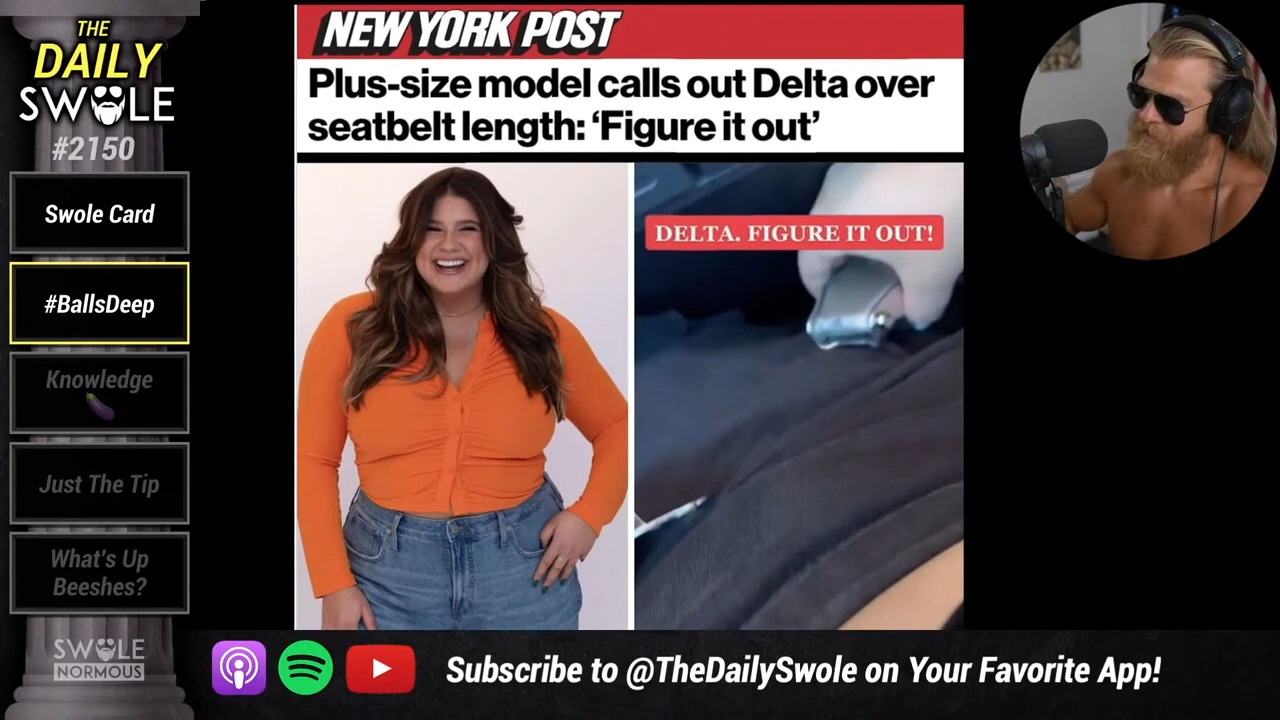 THE
DAILY
SWOLE
#2150
Swole Card
#BallsDeep
Knowledge
Just The Tip
What's Up
Beeshes?
SWOLE
NORMOUS
NEW YORK POST
Plus-size model calls out Delta over
seatbelt length: ‘Figure it out’
DELTA. FIGURE IT OUT!
Subscribe to @TheDailySwole on Your Favorite App!